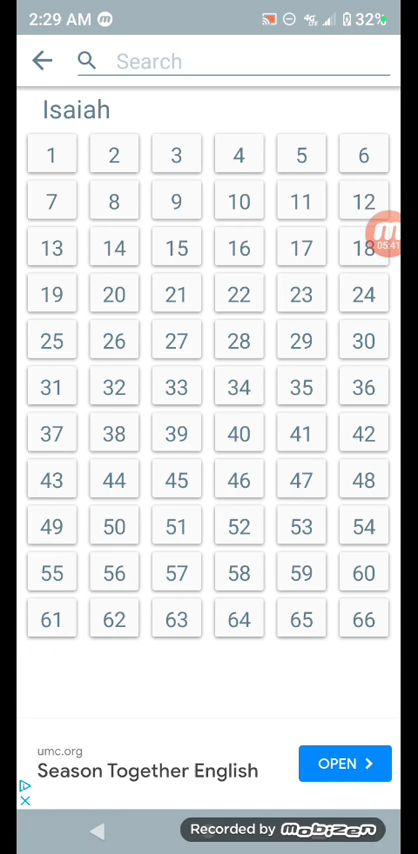 2:29 AM m 4G 32%
Search
Isaiah
1 2 3 4 5 6
7 8 9 10 11 12
13 14 15 16 17 18
m
05:41
19 20 21 22 23 24
25 26 27 28 29 30
31 32 33 34 35 36
37 38 39 40 41 42
43 44 45 46 47 48
49 50 51 52 53 54
55 56 57 58 59 60
61 62 63 64 65 66
umc.org
Season Together English
OPEN
Recorded by mobizen